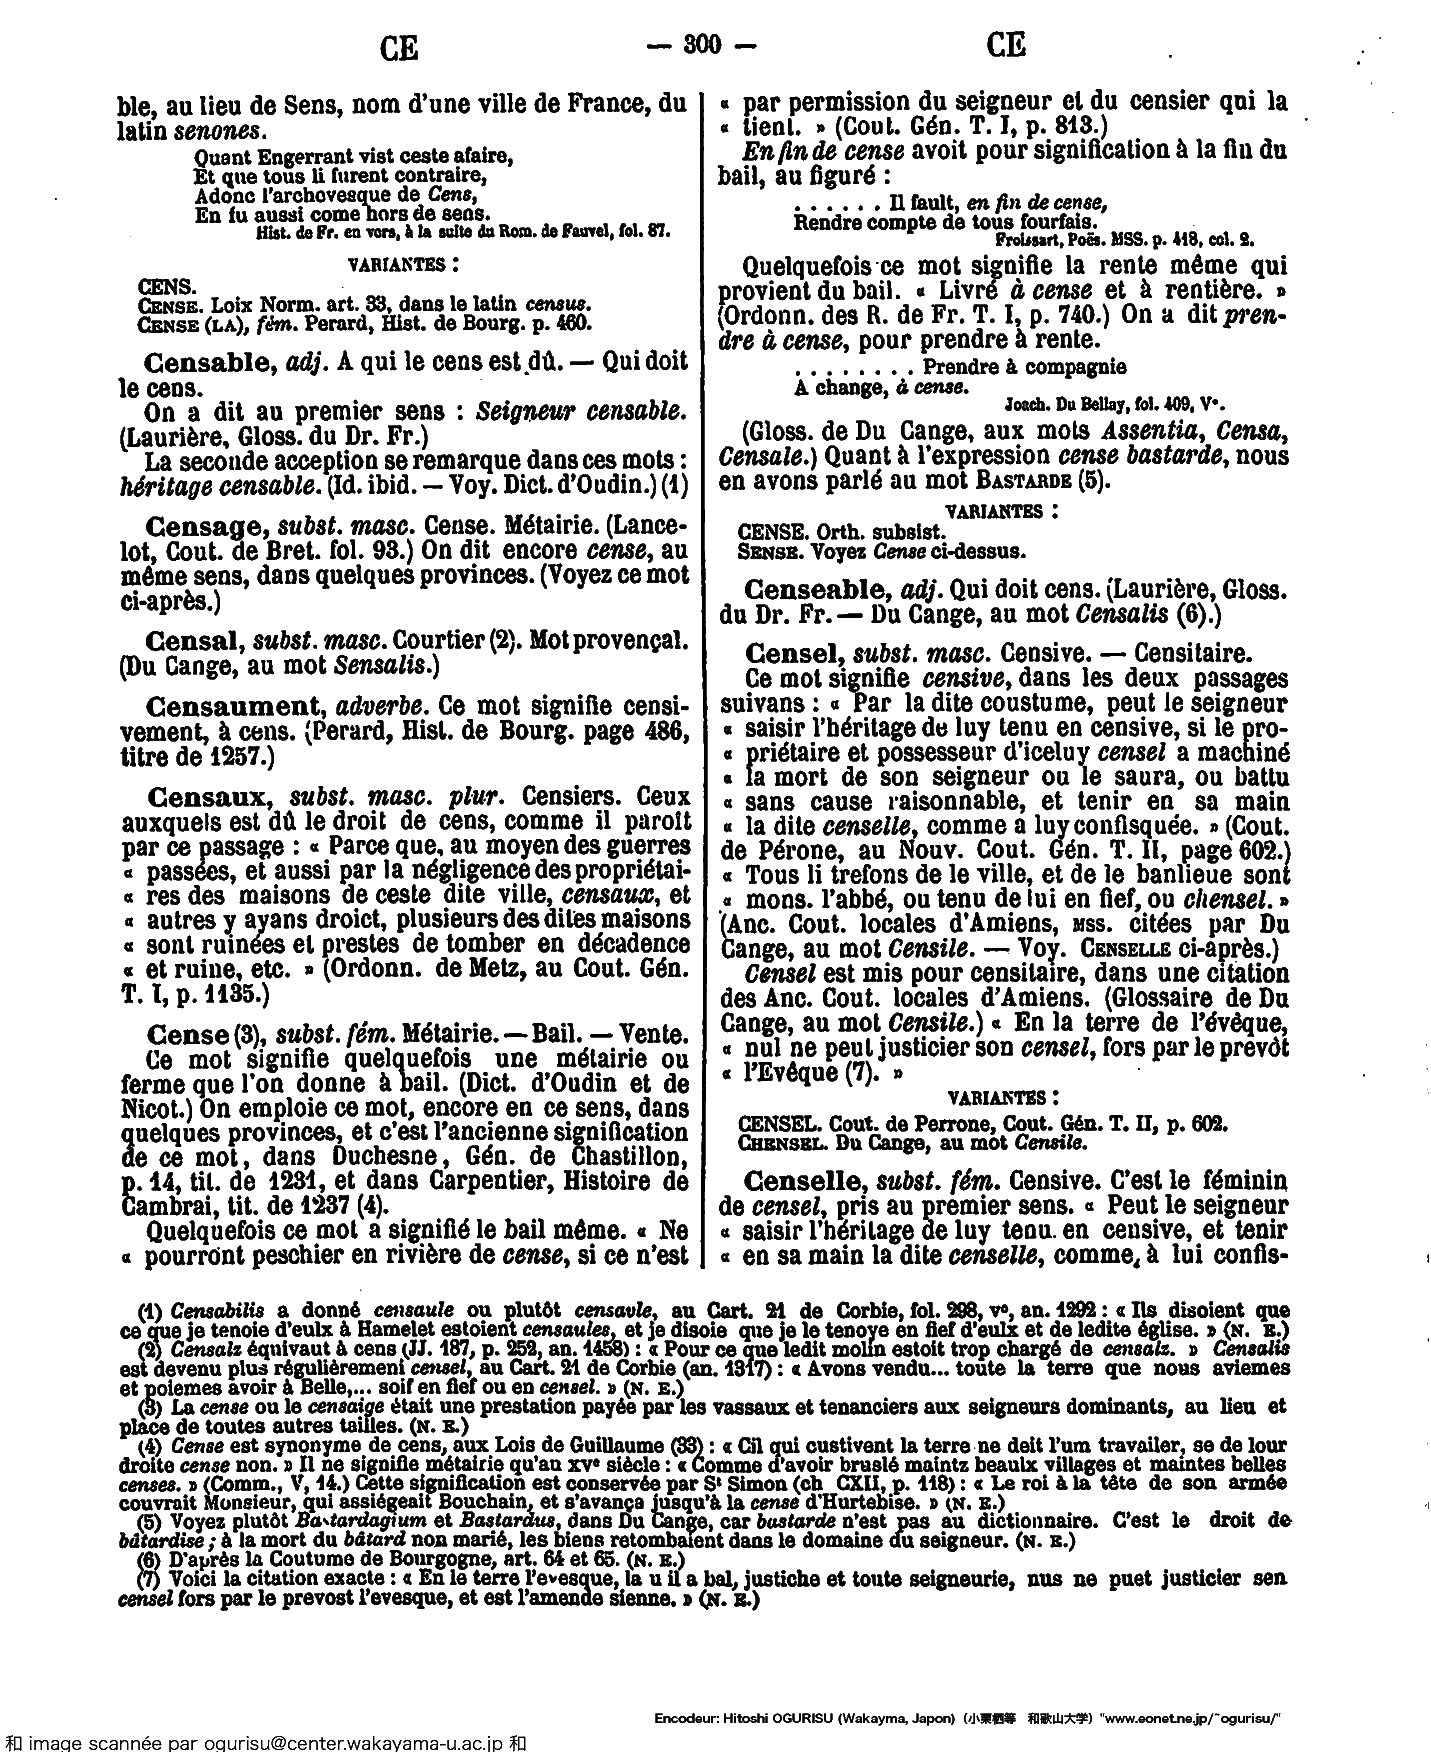 CE
— 300 —
CE
ble, au lieu de Sens, nom d'une ville de France, du
latin senones.
Quant Engerrant vist ceste afaire,
Et que tous li furent contraire,
Adonc l'archovesque de Cens,
En fu aussi come hors de sens.
Hist. de Fr. en vers, à la suite du Rom. de Fauvel, fol. 87.
VARIANTES :
CENS.
CENSE. Loix Norm. art. 33, dans le latin census.
CENSE (LA), fém. Perard, Hist. de Bourg. p. 460.
Censable, adj. A qui le cens est dû. — Qui doit
le cens.
On a dit au premier sens : Seigneur censable.
(Laurière, Gloss. du Dr. Fr.)
La seconde acception se remarque dans ces mots :
héritage censable. (Id. ibid. — Voy. Dict. d'Oudin.) (1)
Censage, subst. masc. Cense. Métairie. (Lance-
lot, Cout. de Bret. fol. 93.) On dit encore cense, au
même sens, dans quelques provinces. (Voyez ce mot
ci-après.)
Censal, subst. masc. Courtier (2). Mot provençal.
(Du Cange, au mot Sensalis.)
Censaument, adverbe. Ce mot signifie censi-
vement, à cens. (Perard, Hist. de Bourg. page 486,
titre de 1257.)
Censaux, subst. masc. plur. Censiers. Ceux
auxquels est dû le droit de cens, comme il paroît
par ce passage : « Parce que, au moyen des guerres
« passées, et aussi par la négligence des propriétai-
« res des maisons de ceste dite ville, censaux, et
« autres y ayans droict, plusieurs des dites maisons
« sont ruinées et prestes de tomber en décadence
« et ruine, etc. » (Ordonn. de Metz, au Cout. Gén.
T. I, p. 1135.)
Cense (3), subst. fém. Métairie. — Bail. — Vente.
Ce mot signifie quelquefois une métairie ou
ferme que l'on donne à bail. (Dict. d'Oudin et de
Nicot.) On emploie ce mot, encore en ce sens, dans
quelques provinces, et c'est l'ancienne signification
de ce mot, dans Duchesne, Gén. de Chastillon,
p. 14, tit. de 1231, et dans Carpentier, Histoire de
Cambrai, tit. de 1237 (4).
Quelquefois ce mot a signifié le bail même. « Ne
« pourront peschier en rivière de cense, si ce n'est
« par permission du seigneur et du censier qui la
« tient. » (Cout. Gén. T. I, p. 813.)
En fin de cense avoit pour signification à la fin du
bail, au figuré :
. . . . . . Il fault, en fin de cense,
Rendre compte de tous fourfais.
Froissart, Poës. MSS. p. 418, col. 2.
Quelquefois ce mot signifie la rente même qui
provient du bail. « Livré à cense et à rentière. »
(Ordonn. des R. de Fr. T. I, p. 740.) On a dit pren-
dre à cense, pour prendre à rente.
. . . . . . . . Prendre à compagnie
A change, à cense.
Joach. Du Bellay, fol. 409, V°.
(Gloss. de Du Cange, aux mots Assentia, Censa,
Censale.) Quant à l'expression cense bastarde, nous
en avons parlé au mot BASTARDE (5).
VARIANTES :
CENSE. Orth. subsist.
SENSE. Voyez Cense ci-dessus.
Censeable, adj. Qui doit cens. (Laurière, Gloss.
du Dr. Fr. — Du Cange, au mot Censalis (6).)
Censel, subst. masc. Censive. — Censitaire.
Ce mot signifie censive, dans les deux passages
suivans : « Par la dite coustume, peut le seigneur
« saisir l'héritage de luy tenu en censive, si le pro-
« priétaire et possesseur d'iceluy censel a machiné
« la mort de son seigneur ou le saura, ou battu
« sans cause raisonnable, et tenir en sa main
« la dite censelle, comme a luy confisquée. » (Cout.
de Pérone, au Nouv. Cout. Gén. T. II, page 602.)
« Tous li trefons de le ville, et de le banlieue sont
« mons. l'abbé, ou tenu de lui en fief, ou chensel. »
(Anc. Cout. locales d'Amiens, MSS. citées par Du
Cange, au mot Censile. — Voy. CENSELLE ci-après.)
Censel est mis pour censitaire, dans une citation
des Anc. Cout. locales d'Amiens. (Glossaire de Du
Cange, au mot Censile.) « En la terre de l'évêque,
« nul ne peut justicier son censel, fors par le prevôt
« l'Evêque (7). »
VARIANTES :
CENSEL. Cout. de Perrone, Cout. Gén. T. II, p. 602.
CHENSEL. Du Cange, au mot Censile.
Censelle, subst. fém. Censive. C'est le féminin
de censel, pris au premier sens. « Peut le seigneur
« saisir l'héritage de luy tenu en censive, et tenir
« en sa main la dite censelle, comme, à lui confis-
(1) Censabilis a donné censaule ou plutôt censavle, au Cart. 21 de Corbie, fol. 298, v°, an. 1292 : « Ils disoient que
ce que je tenoie d'eulx à Hamelet estoient censaules, et je disoie que je le tenoye en fief d'eulx et de ledite église. » (N. E.)
(2) Censalz équivaut à cens (JJ. 187, p. 252, an. 1458) : « Pour ce que ledit molin estoit trop chargé de censalz. » Censalis
est devenu plus régulièrement censel, au Cart. 21 de Corbie (an. 1317) : « Avons vendu... toute la terre que nous aviemes
et poiemes avoir à Belle,... soif en fief ou en censel. » (N. E.)
(3) La cense ou le censaige était une prestation payée par les vassaux et tenanciers aux seigneurs dominants, au lieu et
place de toutes autres tailles. (N. E.)
(4) Cense est synonyme de cens, aux Lois de Guillaume (33) : « Cil qui custivent la terre ne deit l'um travailer, se de lour
droite cense non. » Il ne signifie métairie qu'au XVe siècle : « Comme d'avoir bruslé maintz beaulx villages et maintes belles
censes. » (Comm., V, 14.) Cette signification est conservée par St Simon (ch CXII, p. 118) : « Le roi à la tête de son armée
couvrait Monsieur, qui assiégeait Bouchain, et s'avança jusqu'à la cense d'Hurtebise. » (N. E.)
(5) Voyez plutôt Bastardagium et Bastardus, dans Du Cange, car bastarde n'est pas au dictionnaire. C'est le droit de
bâtardise ; à la mort du bâtard non marié, les biens retombaient dans le domaine du seigneur. (N. E.)
(6) D'après la Coutume de Bourgogne, art. 64 et 65. (N. E.)
(7) Voici la citation exacte : « En le terre l'evesque, la u il a bal, justiche et toute seigneurie, nus ne puet justicier sen
censel fors par le prevost l'evesque, et est l'amende sienne. » (N. E.)
Encodeur: Hitoshi OGURISU (Wakayma, Japon) (小栗栖等 和歌山大学) "www.eonet.ne.jp/~ogurisu/"
和 image scannée par ogurisu@center.wakayama-u.ac.jp 和